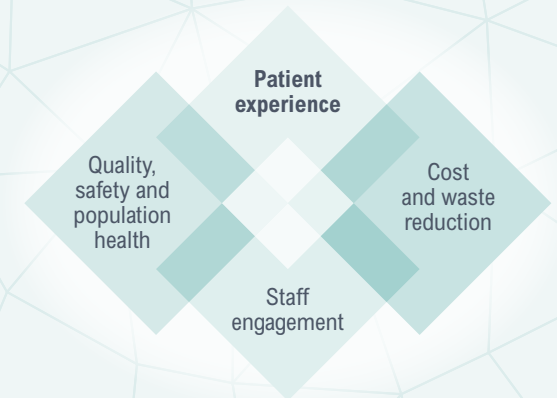 Patient
experience
Quality,
safety and
population
health
Cost
and waste
reduction
Staff
engagement